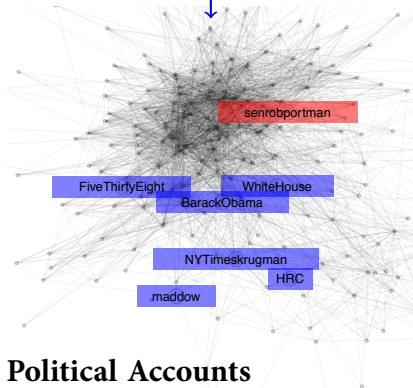 senrobportman
FiveThirtyEight
WhiteHouse
BarackObama
NYTimeskrugman
HRC
maddow
Political Accounts